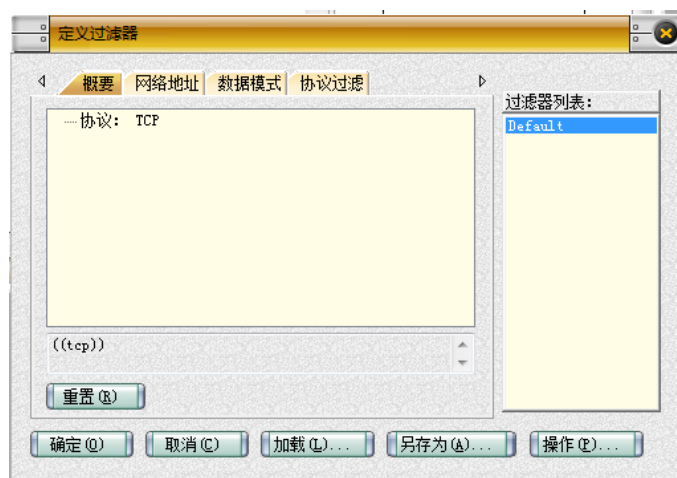 定义过滤器
概要 网络地址 数据模式 协议过滤
过滤器列表：
协议： TCP
Default
((tcp))
重置(R)
确定(O) 取消(C) 加载(L)... 另存为(A)... 操作(P)...